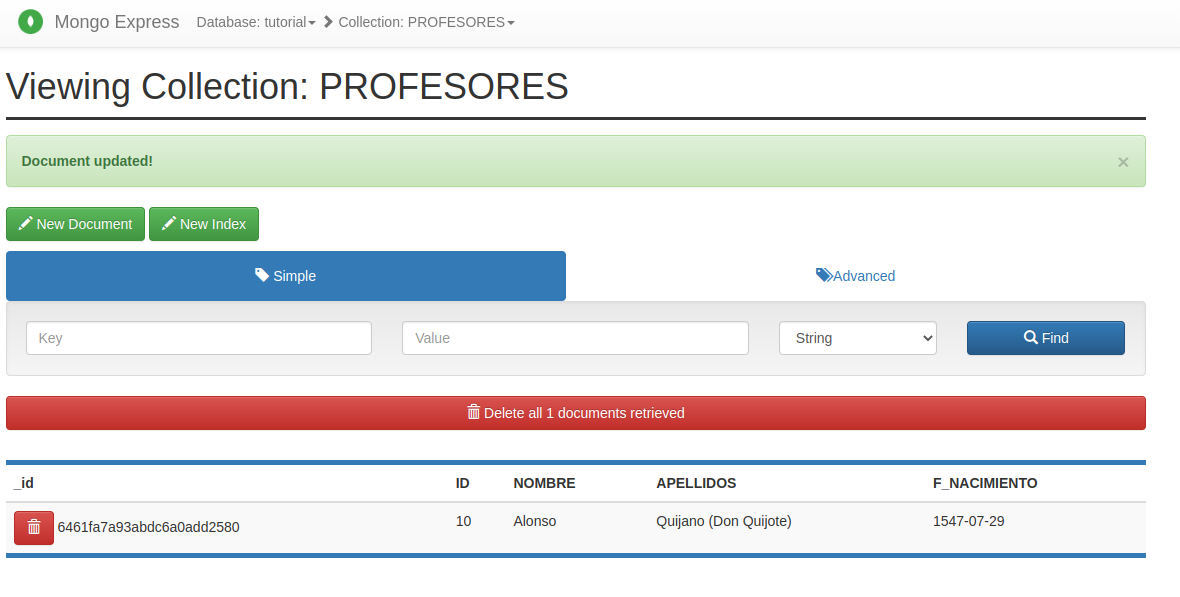 Mongo Express Database: tutorial Collection: PROFESORES
Viewing Collection: PROFESORES
Document updated! ×
New Document New Index
Simple Advanced
Key Value String Find
Delete all 1 documents retrieved
_id ID NOMBRE APELLIDOS F_NACIMIENTO
6461fa7a93abdc6a0add2580 10 Alonso Quijano (Don Quijote) 1547-07-29